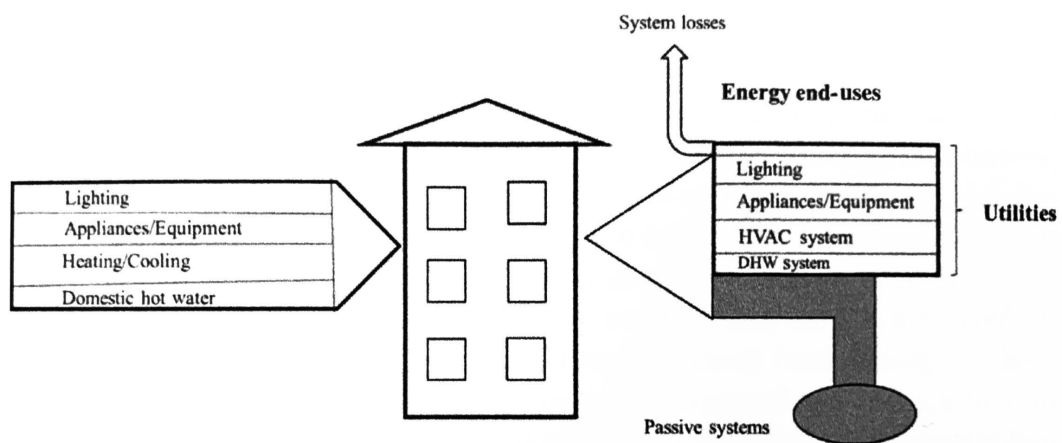 System losses
Energy end-uses
Lighting
Appliances/Equipment
Heating/Cooling
Domestic hot water
Lighting
Appliances/Equipment
HVAC system
DHW system
Utilities
Passive systems